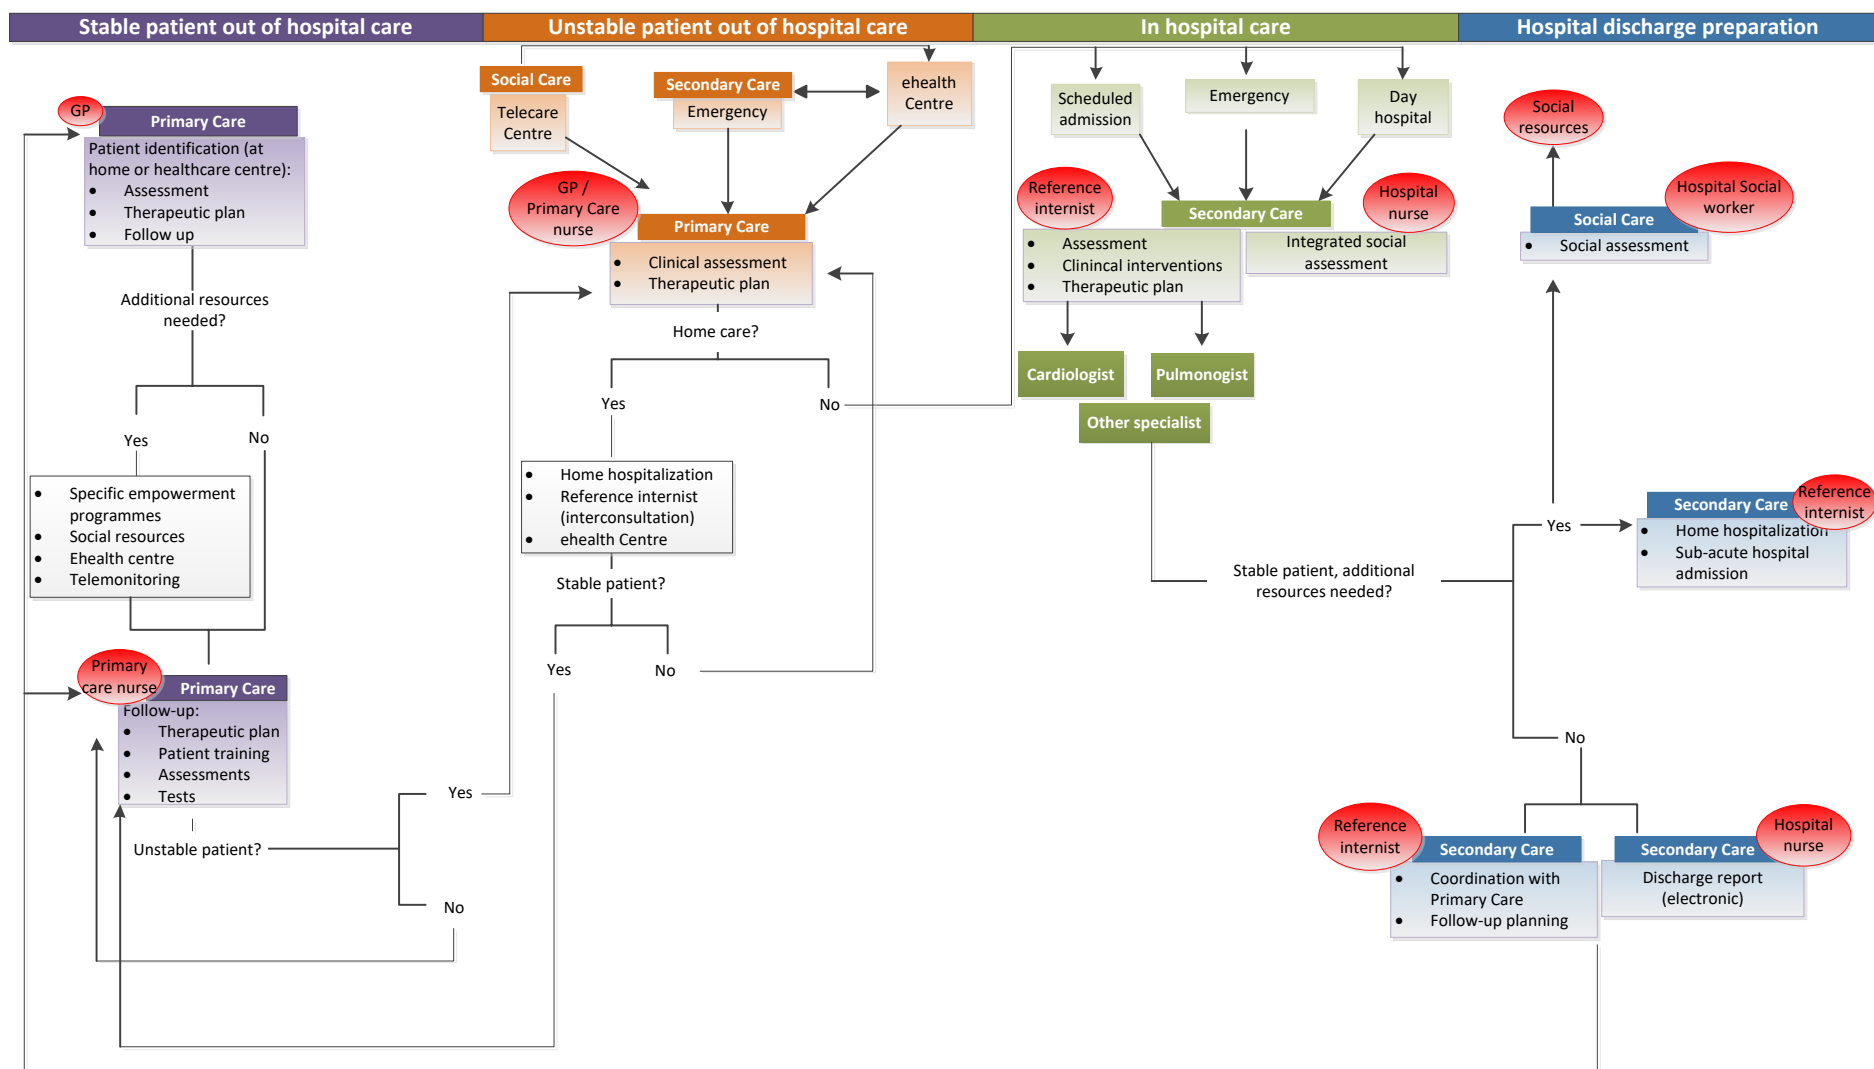 Stable patient out of hospital care
Unstable patient out of hospital care
In hospital care
Hospital discharge preparation
GP
Primary Care
Patient identification (at
home or healthcare centre):
• Assessment
• Therapeutic plan
• Follow up
Additional resources
needed?
Yes
No
• Specific empowerment
programmes
• Social resources
• Ehealth centre
• Telemonitoring
Primary
care nurse
Primary Care
Follow-up:
• Therapeutic plan
• Patient training
• Assessments
• Tests
Unstable patient?
Yes
No
Social Care
Telecare
Centre
Secondary Care
Emergency
ehealth
Centre
GP /
Primary Care
nurse
Primary Care
• Clinical assessment
• Therapeutic plan
Home care?
Yes
No
• Home hospitalization
• Reference internist
(interconsultation)
• ehealth Centre
Stable patient?
Yes
No
Scheduled
admission
Emergency
Day
hospital
Reference
internist
Hospital
nurse
Secondary Care
• Assessment
• Clinincal interventions
• Therapeutic plan
Integrated social
assessment
Cardiologist
Pulmonogist
Other specialist
Stable patient, additional
resources needed?
Social
resources
Hospital Social
worker
Social Care
• Social assessment
Yes
Secondary Care
Reference
internist
• Home hospitalization
• Sub-acute hospital
admission
No
Reference
internist
Secondary Care
• Coordination with
Primary Care
• Follow-up planning
Hospital
nurse
Secondary Care
Discharge report
(electronic)